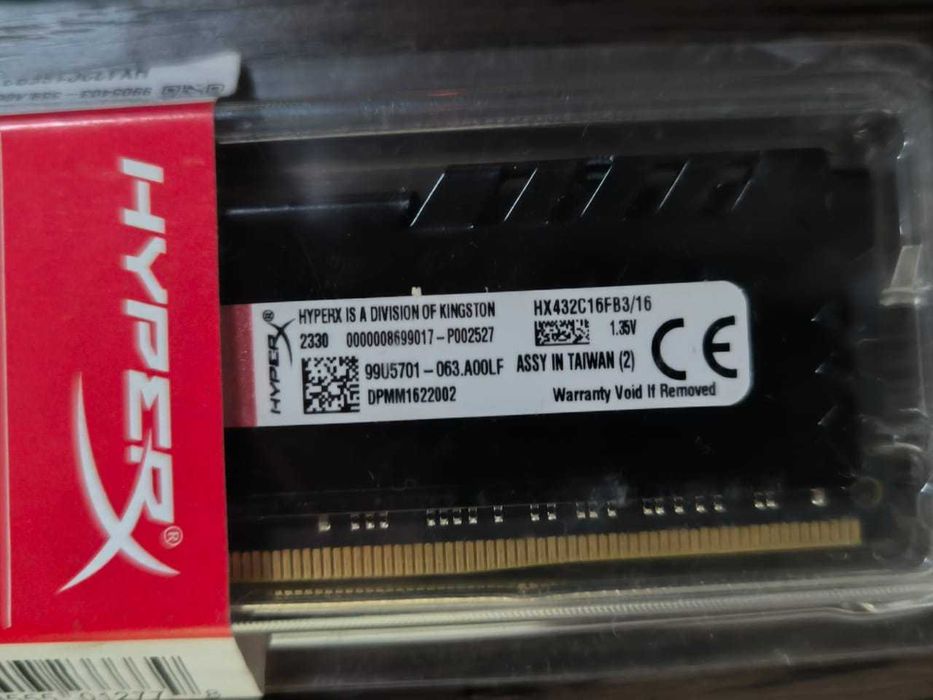 HYPERX®
HYPERX®
HYPERX IS A DIVISION OF KINGSTON
2330 0000008699017-P002527
99U5701-063.A00LF
DPMM1622002
HX432C16FB3/16
1.35V
ASSY IN TAIWAN (2)
Warranty Void If Removed
CE